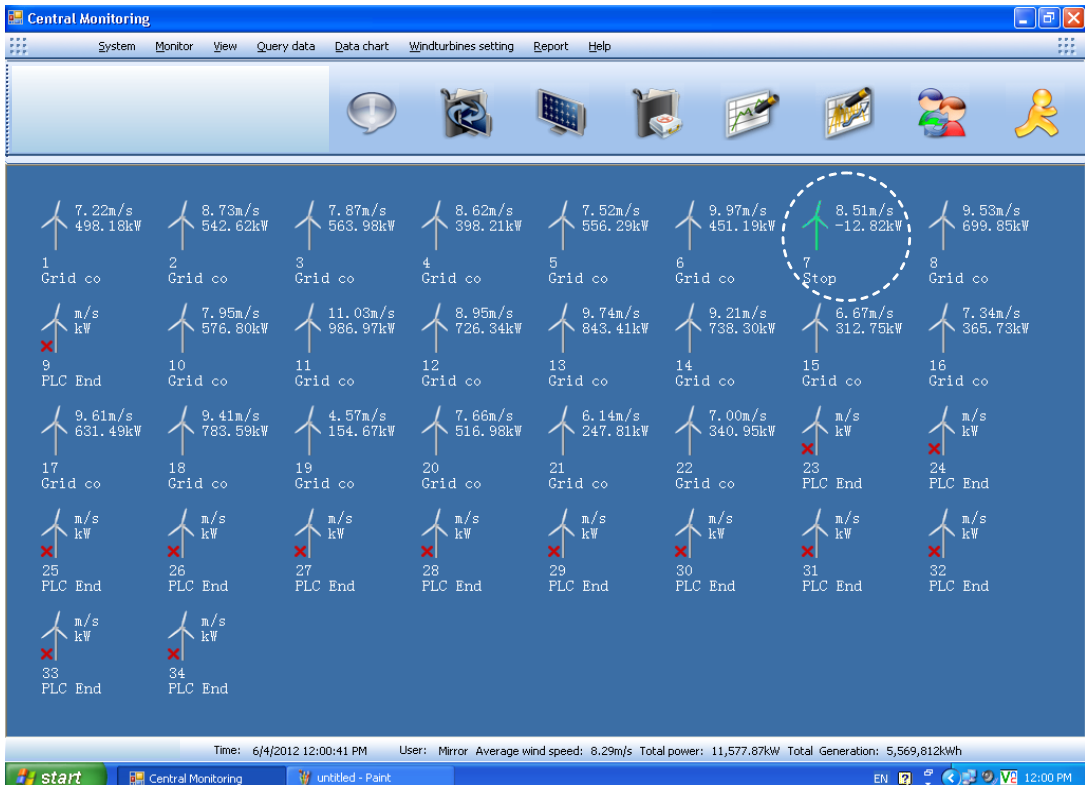 Central Monitoring
System Monitor View Query data Data chart Windturbines setting Report Help
7.22m/s 8.73m/s 7.87m/s 8.62m/s 7.52m/s 9.97m/s 8.51m/s 9.53m/s
498.18kW 542.62kW 563.98kW 398.21kW 556.29kW 451.19kW -12.82kW 699.85kW
1 2 3 4 5 6 7 8
Grid co Grid co Grid co Grid co Grid co Grid co Stop Grid co
m/s 7.95m/s 11.03m/s 8.95m/s 9.74m/s 9.21m/s 6.67m/s 7.34m/s
kW 576.80kW 986.97kW 726.34kW 843.41kW 738.30kW 312.75kW 365.73kW
9 10 11 12 13 14 15 16
PLC End Grid co Grid co Grid co Grid co Grid co Grid co Grid co
9.61m/s 9.41m/s 4.57m/s 7.66m/s 6.14m/s 7.00m/s m/s m/s
631.49kW 783.59kW 154.67kW 516.98kW 247.81kW 340.95kW kW kW
17 18 19 20 21 22 23 24
Grid co Grid co Grid co Grid co Grid co Grid co PLC End PLC End
m/s m/s m/s m/s m/s m/s m/s m/s
kW kW kW kW kW kW kW kW
25 26 27 28 29 30 31 32
PLC End PLC End PLC End PLC End PLC End PLC End PLC End PLC End
m/s m/s
kW kW
33 34
PLC End PLC End
Time: 6/4/2012 12:00:41 PM User: Mirror Average wind speed: 8.29m/s Total power: 11,577.87kW Total Generation: 5,569,812kWh
start Central Monitoring untitled - Paint EN ? V2 12:00 PM